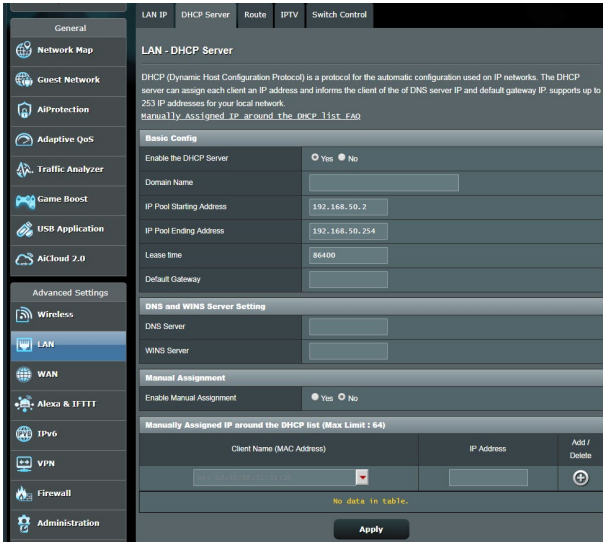 LAN IP DHCP Server Route IPTV Switch Control
General
Network Map
Guest Network
AiProtection
Adaptive QoS
Traffic Analyzer
Game Boost
USB Application
AiCloud 2.0
Advanced Settings
Wireless
LAN
WAN
Alexa & IFTTT
IPv6
VPN
Firewall
Administration
LAN - DHCP Server
DHCP (Dynamic Host Configuration Protocol) is a protocol for the automatic configuration used on IP networks. The DHCP
server can assign each client an IP address and informs the client of the of DNS server IP and default gateway IP. supports up to
253 IP addresses for your local network.
Manually Assigned IP around the DHCP list FAQ
Basic Config
Enable the DHCP Server Yes No
Domain Name
IP Pool Starting Address 192.168.50.2
IP Pool Ending Address 192.168.50.254
Lease time 86400
Default Gateway
DNS and WINS Server Setting
DNS Server
WINS Server
Manual Assignment
Enable Manual Assignment Yes No
Manually Assigned IP around the DHCP list (Max Limit : 64)
Client Name (MAC Address) IP Address Add /
Delete
No data in table.
Apply